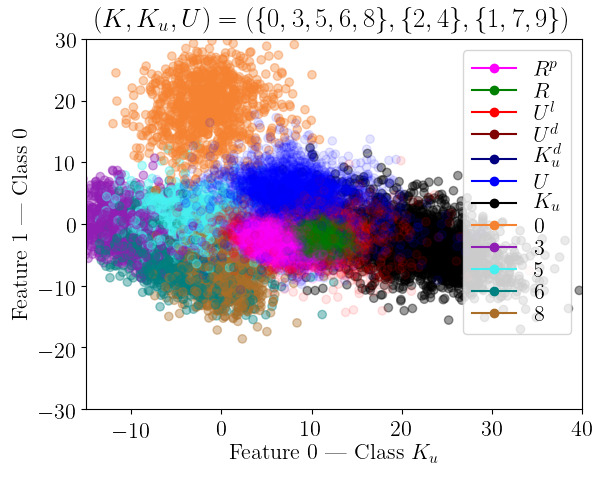 (K, K_u, U) = ({0, 3, 5, 6, 8}, {2, 4}, {1, 7, 9})
30
20
10
0
−10
−20
−30
Feature 1 — Class 0
R^p
R
U^l
U^d
K_u^d
U
K_u
0
3
5
6
8
−10
0
10
20
30
40
Feature 0 — Class K_u